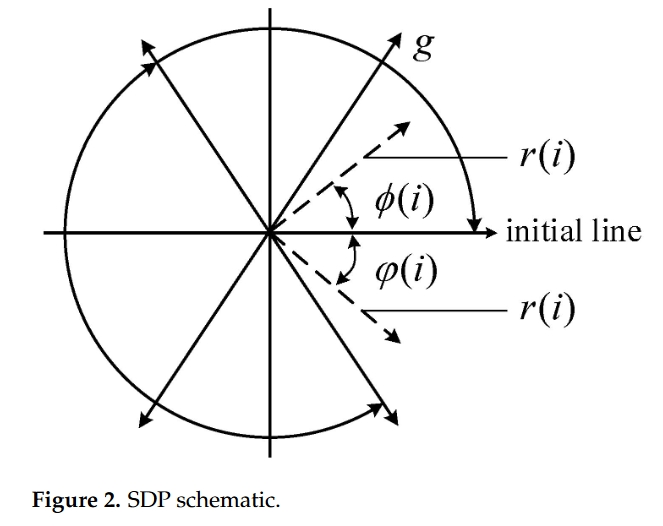 g
r(i)
ϕ(i)
initial line
φ(i)
r(i)
Figure 2. SDP schematic.